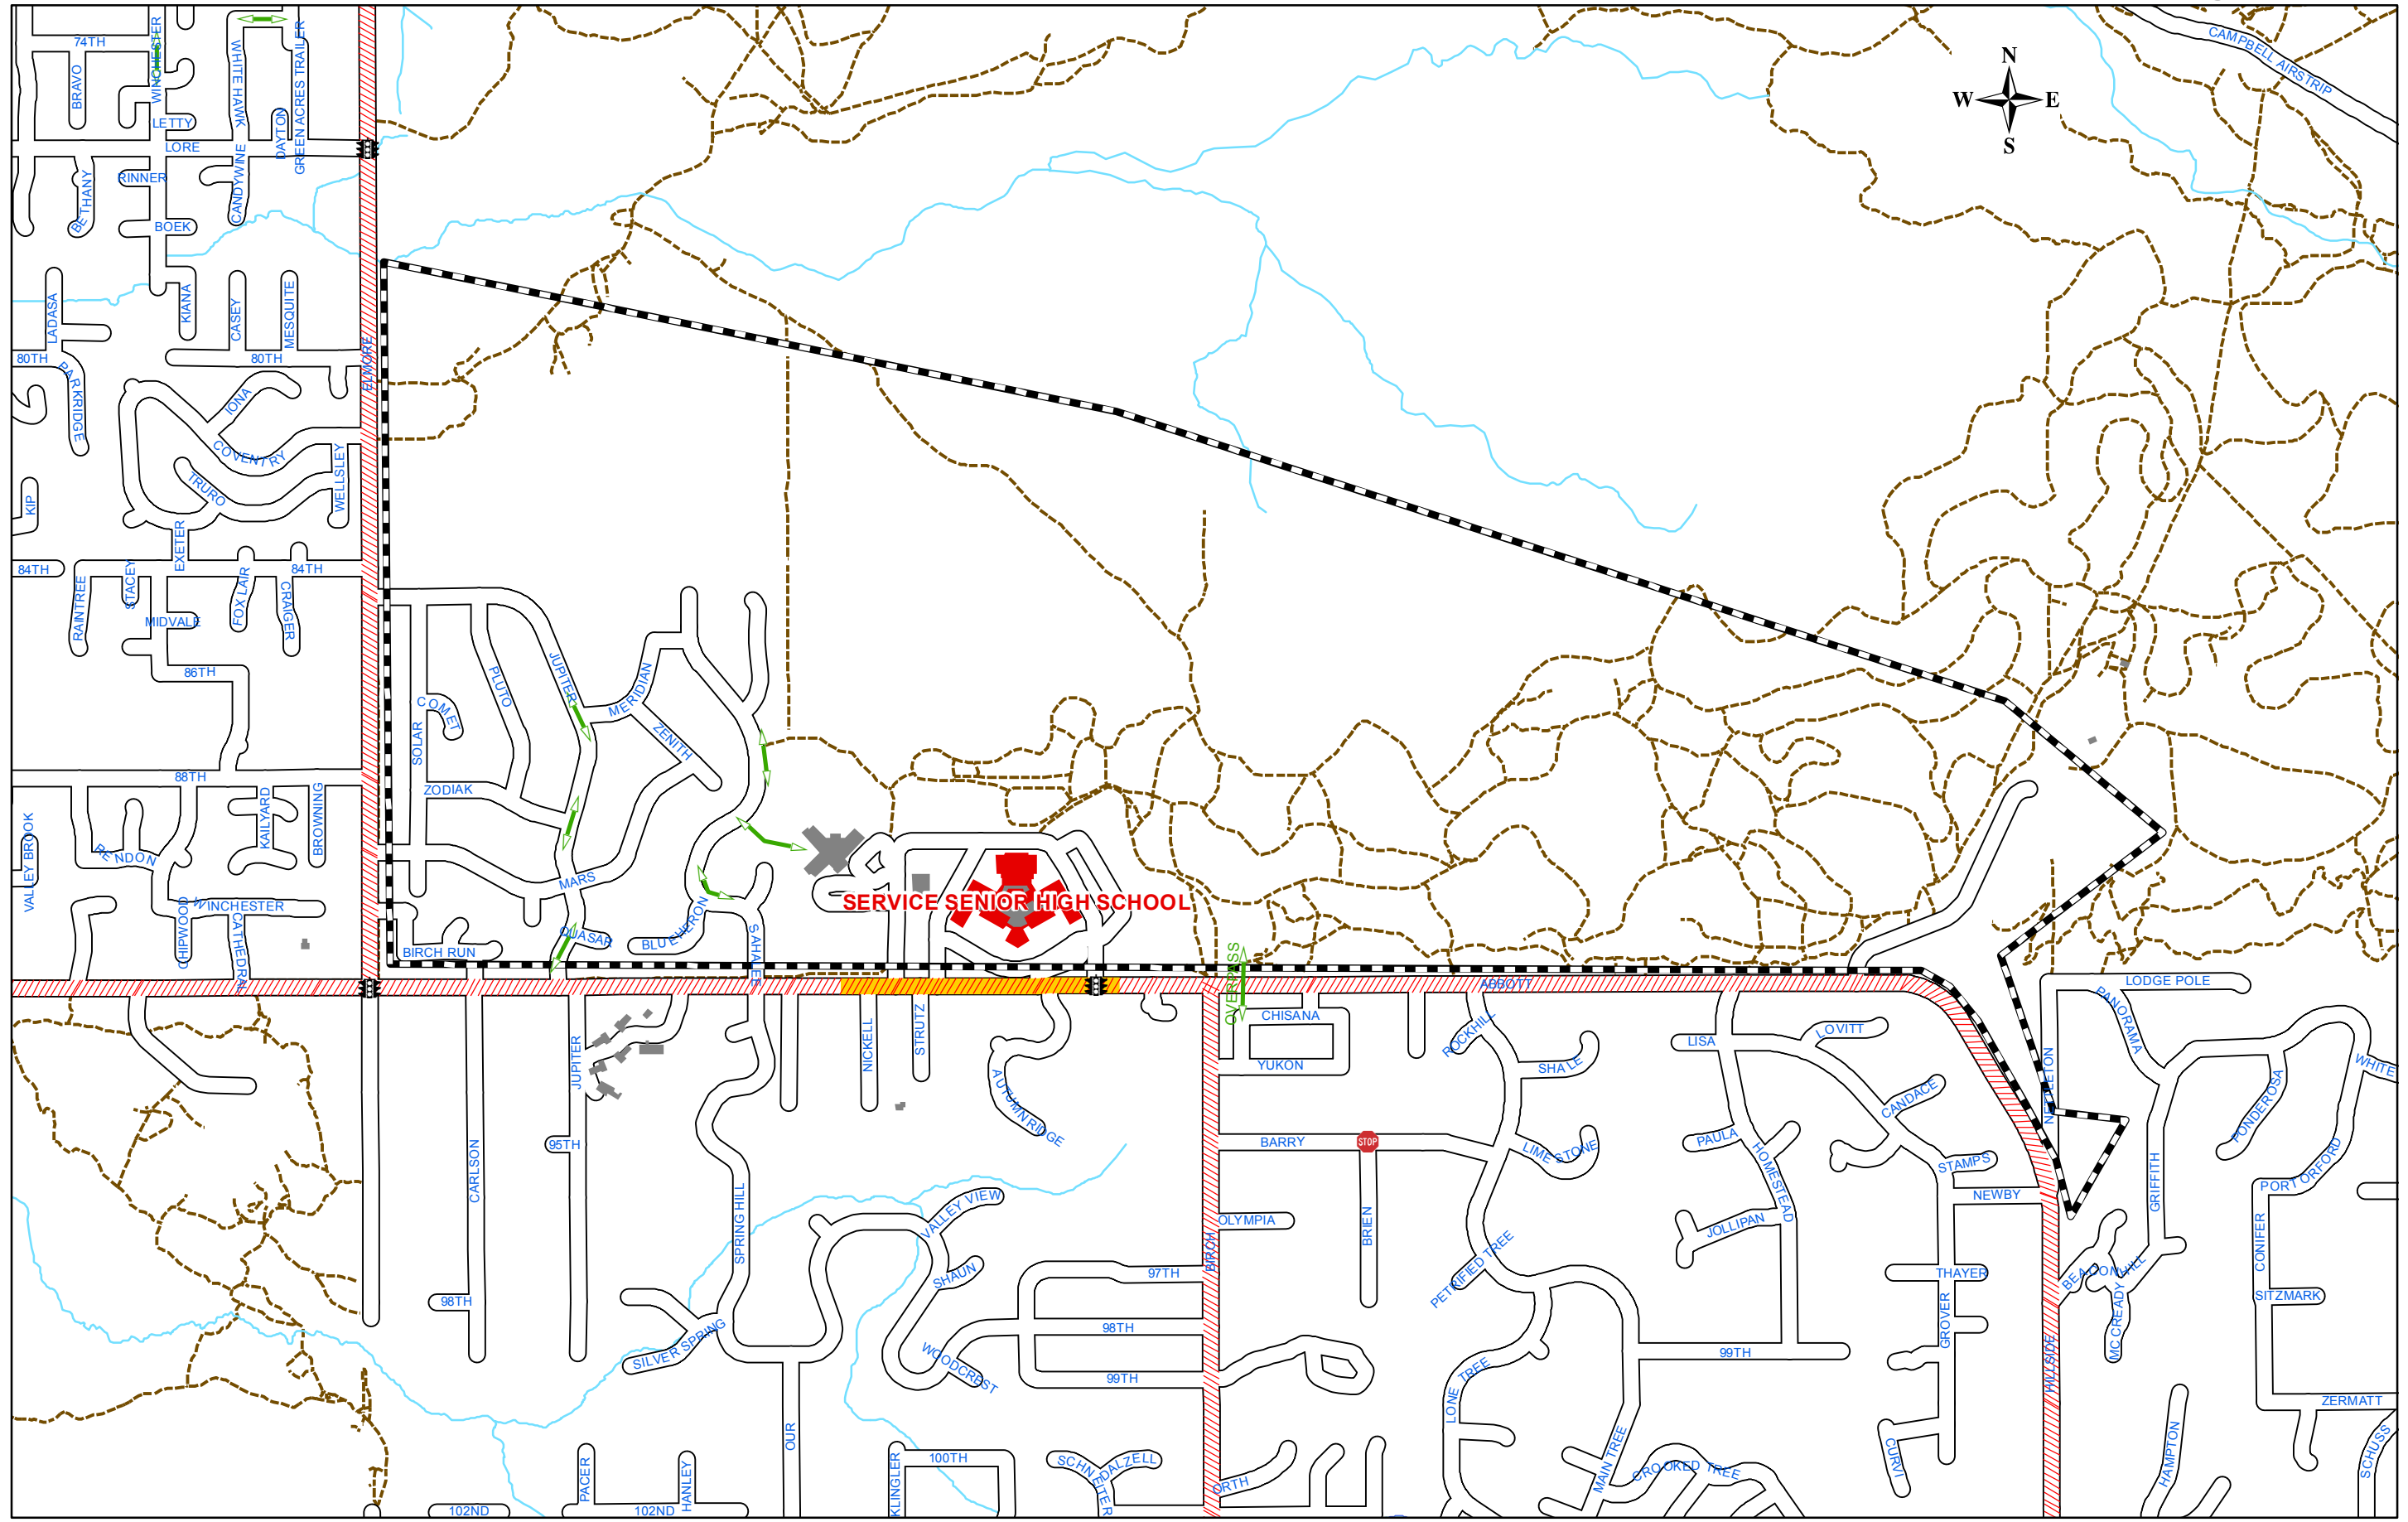 CAMPBELL AIRSTRIP
N
W
E
S
74TH
BRAVO
WINCHESTER
WHITE HAWK
GREEN ACRES TRAILER
DAYTON
LETTY
LORE
BETHANY
RINNER
CANDYWINE
BOEK
LADASA
KIANA
CASEY
MESQUITE
80TH
80TH
ELMORE
PARKRIDGE
IONA
COVENTRY
TRURO
WELLSLEY
KIP
EXETER
84TH
84TH
STACEY
RAINTREE
FOX LAIR
CRAIGER
MIDVALE
86TH
PLUTO
JUPITER
MERIDIAN
COMET
SOLAR
ZENITH
88TH
ZODIAK
VALLEY BROOK
RENDON
KAILYARD
BROWNING
MARS
WINCHESTER
CHIPWOOD
CATHEDRAL
QUASAR
BLUEHERON
SAHALEE
BIRCH RUN
SERVICE SENIOR HIGH SCHOOL
OVERPASS
ABBOTT
LODGE POLE
PANORAMA
NICKELL
STRUTZ
JUPITER
CHISANA
YUKON
ROCKHILL
SHALE
LISA
LOVITT
CANDACE
NETTLETON
WHITE
PONDEROSA
AUTUMN RIDGE
95TH
CARLSON
BARRY
STOP
LIMESTONE
PAULA
HOMESTEAD
STAMPS
NEWBY
GRIFFITH
PORT ORFORD
SPRING HILL
VALLEY VIEW
OLYMPIA
BRIEN
BIRCH
JOLLIPAN
CONIFER
SHAUN
97TH
PETRIFIED TREE
THAYER
BEACON HILL
98TH
SITZMARK
SILVER SPRING
98TH
GROVER
MCCREADY
WOODCREST
99TH
LONE TREE
99TH
HILLSIDE
ZERMATT
OUR
MAIN TREE
CROOKED TREE
CURVI
HAMPTON
SCHUSS
PACER
HANLEY
KLINGLER
100TH
SCHNEITER
DALZELL
ORTH
102ND
102ND